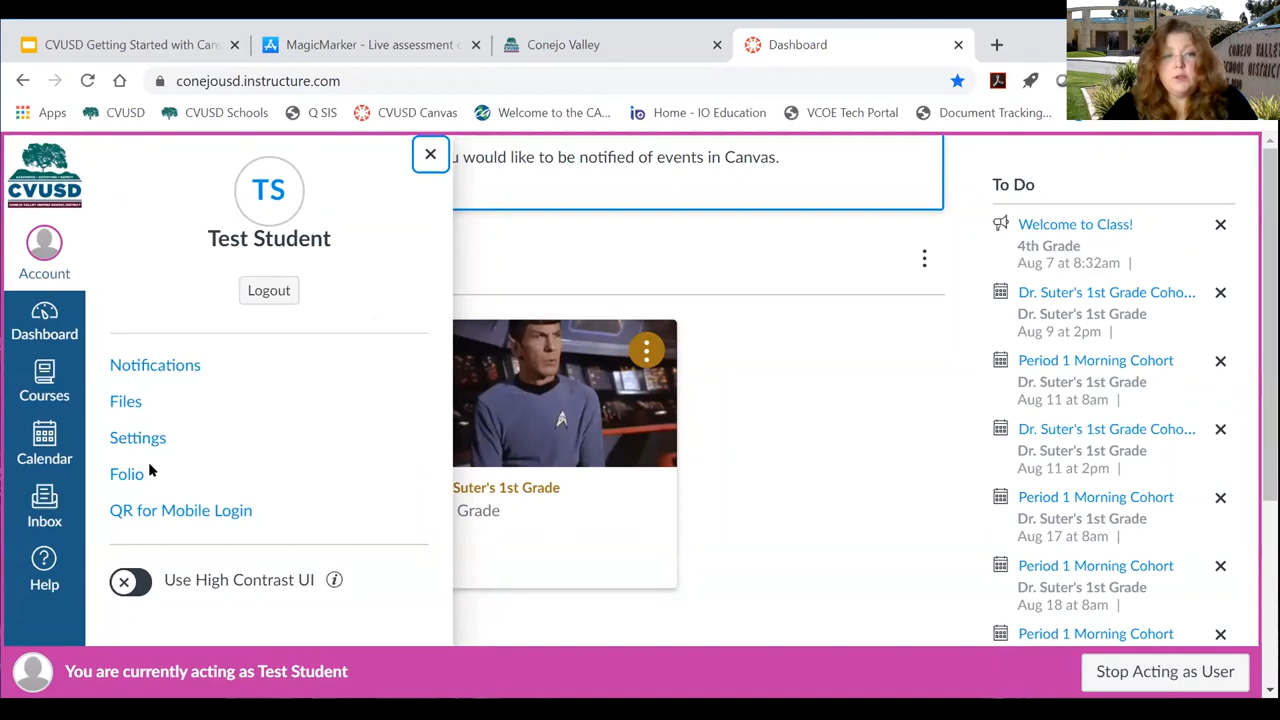 CVUSD Getting Started with Can
MagicMarker - Live assessment c
Conejo Valley
Dashboard
conejousd.instructure.com
Apps
CVUSD
CVUSD Schools
Q SIS
CVUSD Canvas
Welcome to the CA...
Home - IO Education
VCOE Tech Portal
Document Tracking...
CONEJO VALLEY
SCHOOL DISTRICT
CVUSD
Account
Dashboard
Courses
Calendar
Inbox
Help
TS
Test Student
Logout
Notifications
Files
Settings
Folio
QR for Mobile Login
Use High Contrast UI
u would like to be notified of events in Canvas.
Suter's 1st Grade
Grade
To Do
Welcome to Class!
4th Grade
Aug 7 at 8:32am |
Dr. Suter's 1st Grade Coho...
Dr. Suter's 1st Grade
Aug 9 at 2pm |
Period 1 Morning Cohort
Dr. Suter's 1st Grade
Aug 11 at 8am |
Dr. Suter's 1st Grade Coho...
Dr. Suter's 1st Grade
Aug 11 at 2pm |
Period 1 Morning Cohort
Dr. Suter's 1st Grade
Aug 17 at 8am |
Period 1 Morning Cohort
Dr. Suter's 1st Grade
Aug 18 at 8am |
Period 1 Morning Cohort
You are currently acting as Test Student
Stop Acting as User